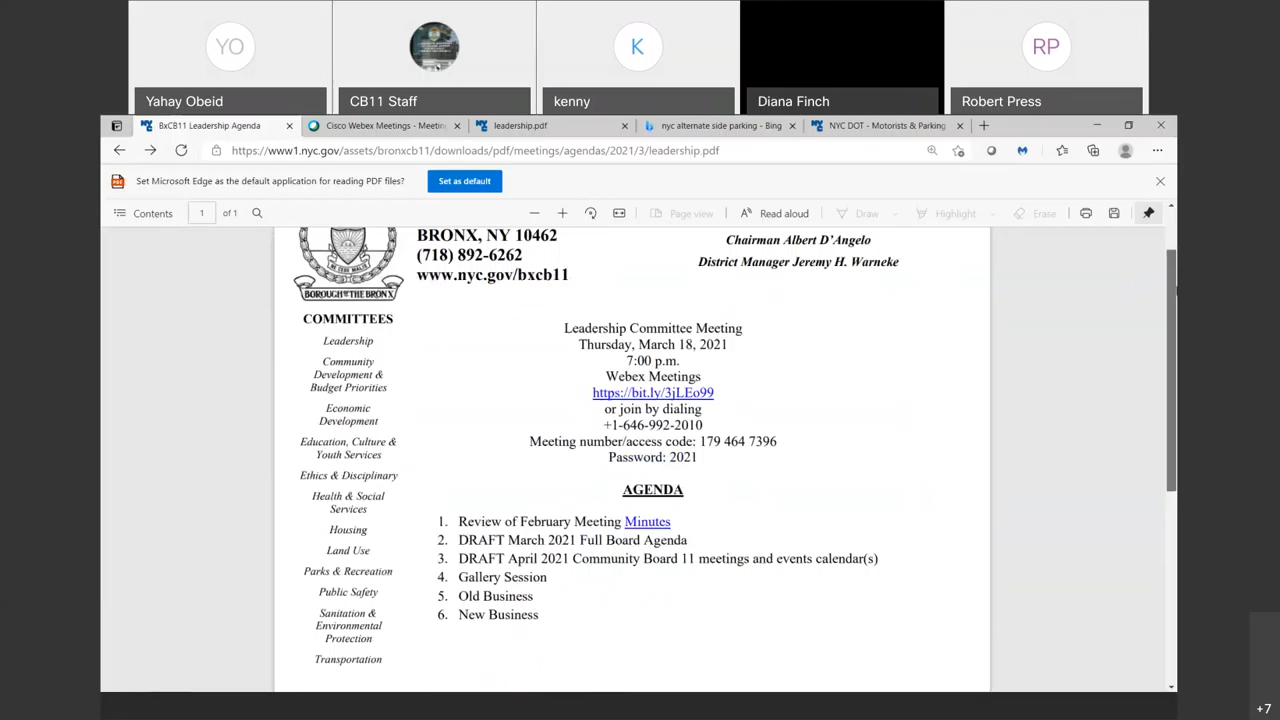 YO
K
RP
Yahay Obeid
CB11 Staff
kenny
Diana Finch
Robert Press
BxCB11 Leadership Agenda
Cisco Webex Meetings - Meetin
leadership.pdf
nyc alternate side parking - Bing
NYC DOT - Motorists & Parking
https://www1.nyc.gov/assets/bronxcb11/downloads/pdf/meetings/agendas/2021/3/leadership.pdf
Set Microsoft Edge as the default application for reading PDF files?
Set as default
Contents
1
of 1
Page view
Read aloud
Draw
Highlight
Erase
BRONX, NY 10462
(718) 892-6262
www.nyc.gov/bxcb11
Chairman Albert D'Angelo
District Manager Jeremy H. Warneke
BOROUGH OF THE BRONX
COMMITTEES
Leadership
Community
Development &
Budget Priorities
Economic
Development
Education, Culture &
Youth Services
Ethics & Disciplinary
Health & Social
Services
Housing
Land Use
Parks & Recreation
Public Safety
Sanitation &
Environmental
Protection
Transportation
Leadership Committee Meeting
Thursday, March 18, 2021
7:00 p.m.
Webex Meetings
https://bit.ly/3jLEo99
or join by dialing
+1-646-992-2010
Meeting number/access code: 179 464 7396
Password: 2021
AGENDA
1. Review of February Meeting Minutes
2. DRAFT March 2021 Full Board Agenda
3. DRAFT April 2021 Community Board 11 meetings and events calendar(s)
4. Gallery Session
5. Old Business
6. New Business
+7